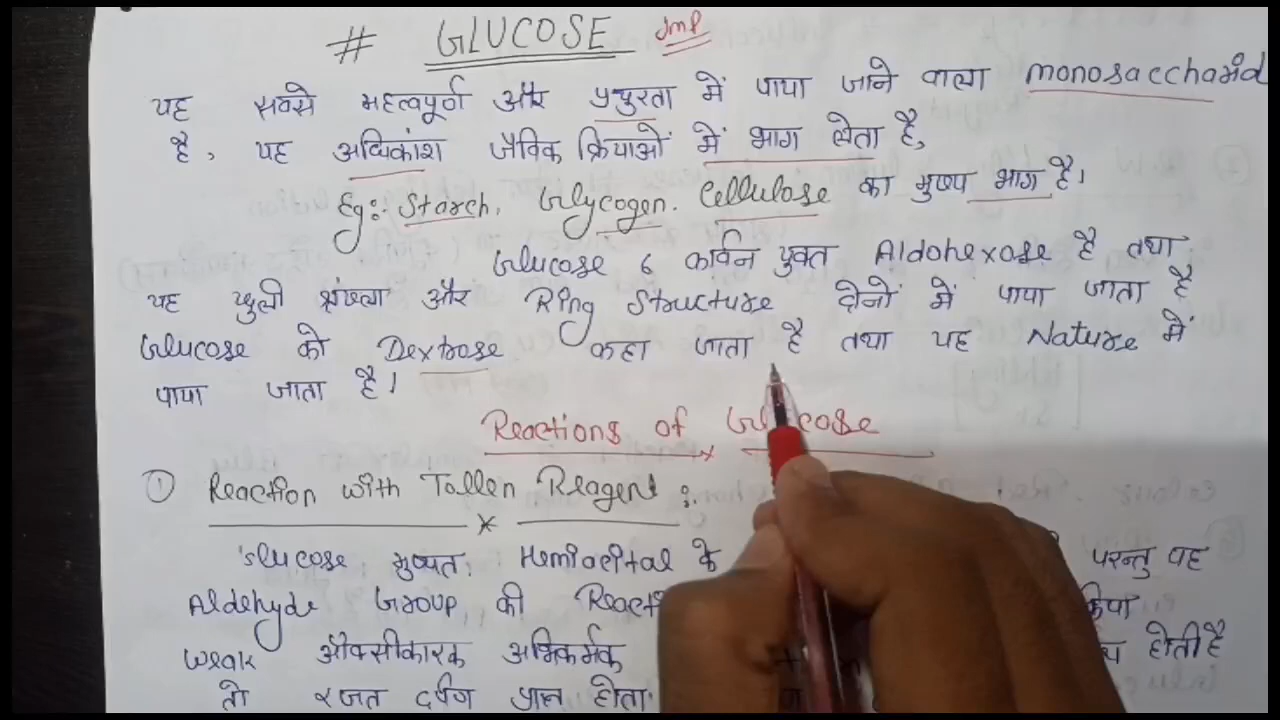 # GLUCOSE Imp
यह सबसे महत्वपूर्ण और प्रचुरता में पाया जाने वाला monosaccharid
है, यह अधिकांश जैविक क्रियाओं में भाग लेता है,
Eg:- Starch, Glycogen. Cellulose का मुख्य भाग है।
Glucose 6 कार्बन युक्त Aldohexose है तथा
यह खुली श्रंखला और Ring Structure दोनों में पाया जाता है
Glucose को Dextrose कहा जाता है तथा यह Nature में
पाया जाता है।
Reactions of Glucose
① Reaction with Tollen Reagent :
Glucose मुख्यत: Hemiacital के परन्तु यह
Aldehyde Group की
weak ऑक्सीकारक अभिकर्मक होती है
तो रजत दर्पण प्राप्त होता